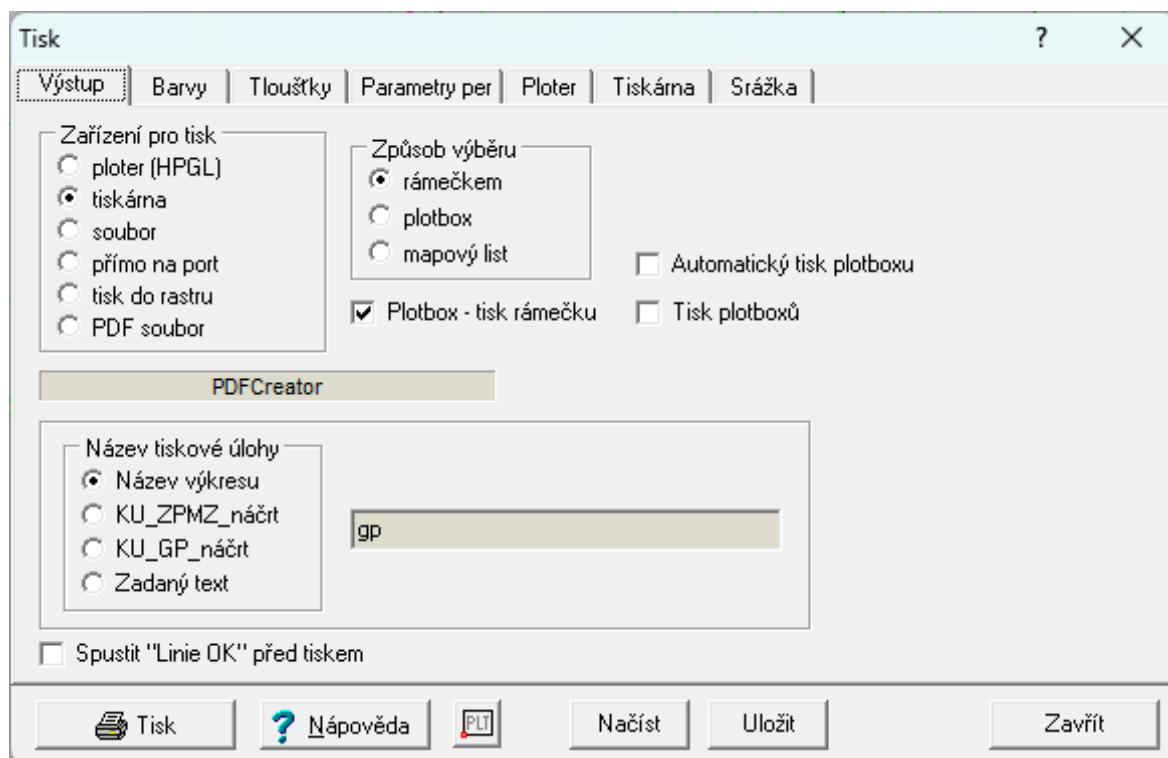 Tisk ?
Výstup Barvy Tloušťky Parametry per Ploter Tiskárna Srážka
Zařízení pro tisk
ploter (HPGL)
tiskárna
soubor
přímo na port
tisk do rastru
PDF soubor
Způsob výběru
rámečkem
plotbox
mapový list
Automatický tisk plotboxu
Plotbox - tisk rámečku
Tisk plotboxů
PDFCreator
Název tiskové úlohy
Název výkresu
KU_ZPMZ_náčrt
KU_GP_náčrt
Zadaný text
gp
Spustit "Linie OK" před tiskem
Tisk ? Nápověda PLT Načíst Uložit Zavřít